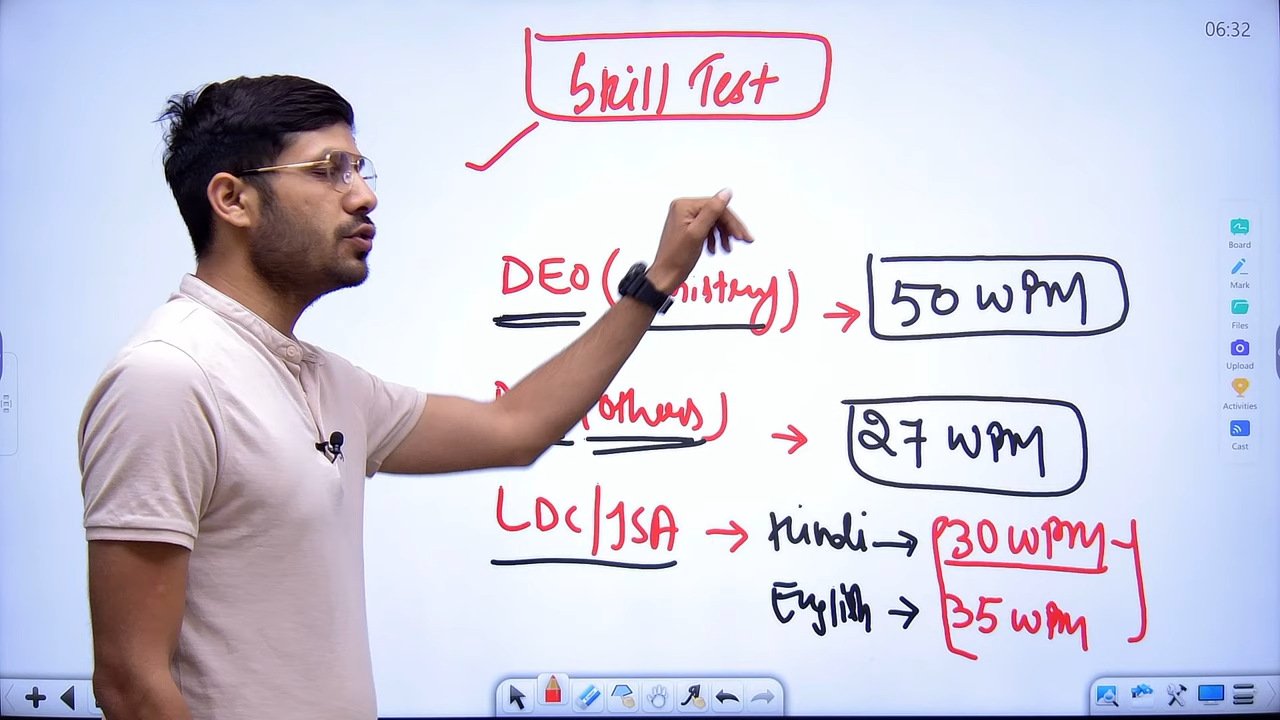 06:32
Skill Test
DEO ( nistry) → 50 WPM
(others) → 27 WPM
LDC/JSA → Hindi → 30 WPM
English → 35 WPM
Board
Mark
Files
Upload
Activities
Cast